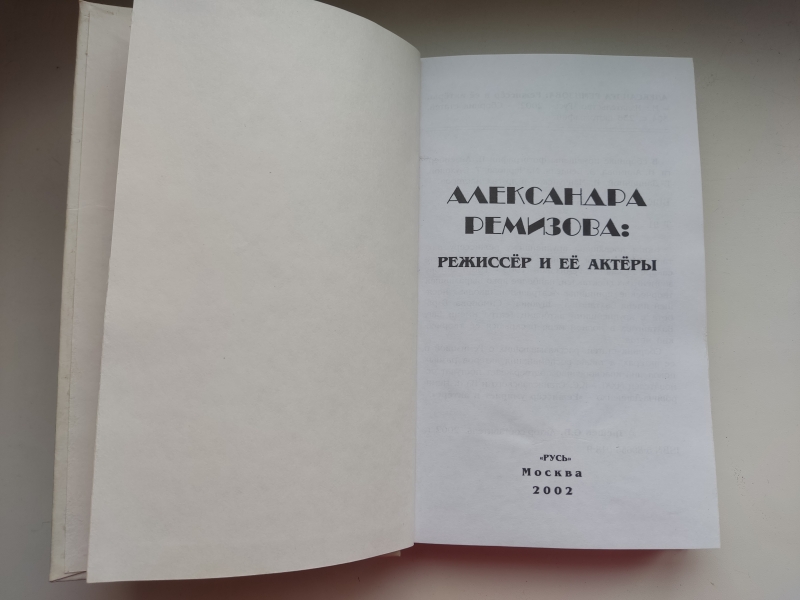 АЛЕКСАНДРА
РЕМИЗОВА:
РЕЖИССЁР И ЕЁ АКТЁРЫ
«РУСЬ»
Москва
2002